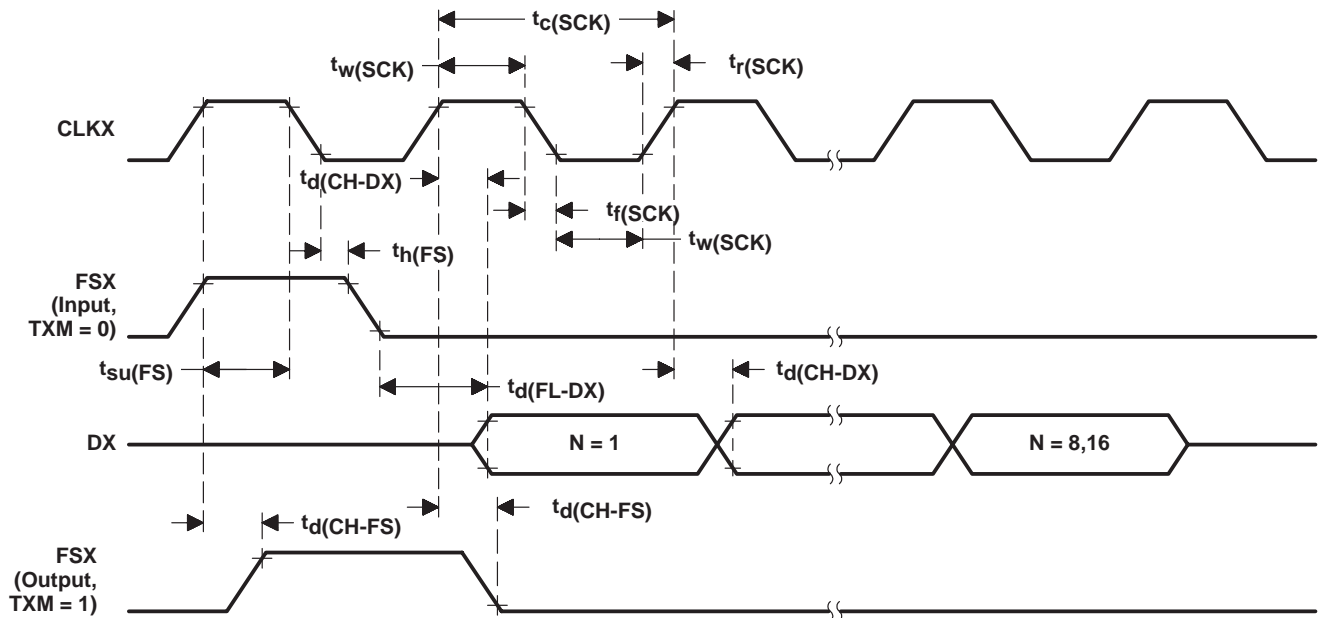 tc(SCK)
tw(SCK)
tr(SCK)
CLKX
td(CH-DX)
tf(SCK)
tw(SCK)
th(FS)
FSX
(Input,
TXM = 0)
tsu(FS)
td(CH-DX)
td(FL-DX)
DX
N = 1
N = 8,16
td(CH-FS)
td(CH-FS)
FSX
(Output,
TXM = 1)